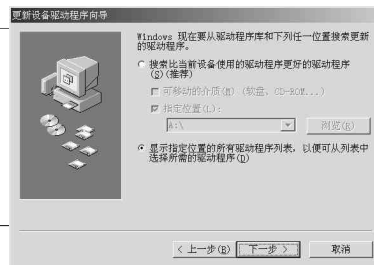 更新设备驱动程序向导
Windows 现在要从驱动程序库和下列任一位置搜索更新
的驱动程序。
搜索比当前设备使用的驱动程序更好的驱动程序
(S)(推荐)
可移动的介质(M) (软盘，CD-ROM...)
指定位置(L)：
A:\
浏览(R)
显示指定位置的所有驱动程序列表，以便可从列表中
选择所需的驱动程序(D)
< 上一步(B)
下一步 >
取消